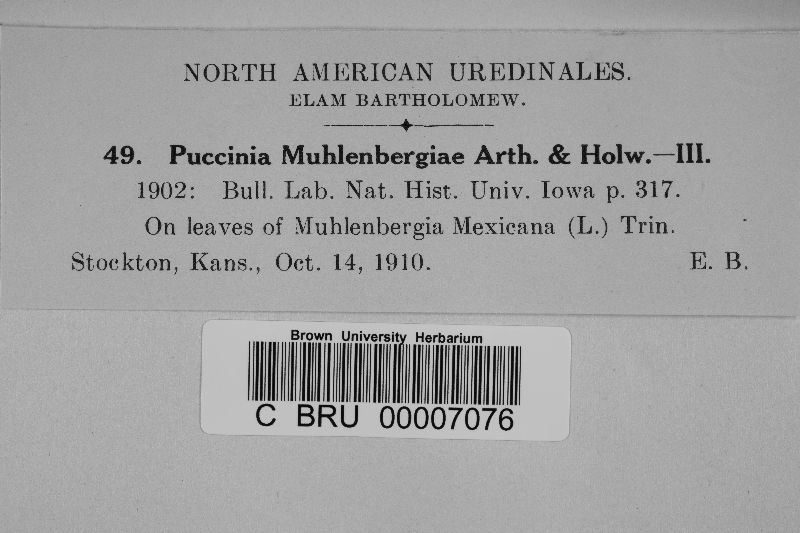 NORTH AMERICAN UREDINALES.
ELAM BARTHOLOMEW.
49. Puccinia Muhlenbergiae Arth. & Holw.—III.
1902: Bull. Lab. Nat. Hist. Univ. Iowa p. 317.
On leaves of Muhlenbergia Mexicana (L.) Trin.
Stockton, Kans., Oct. 14, 1910. E. B.
Brown University Herbarium
C BRU 00007076